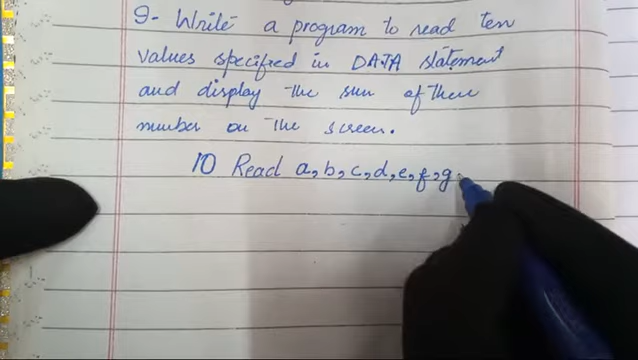 9- Write a program to read ten
values specified in DATA statement
and display the sum of these
number on the screen.
10 Read a, b, c, d, e, f, g